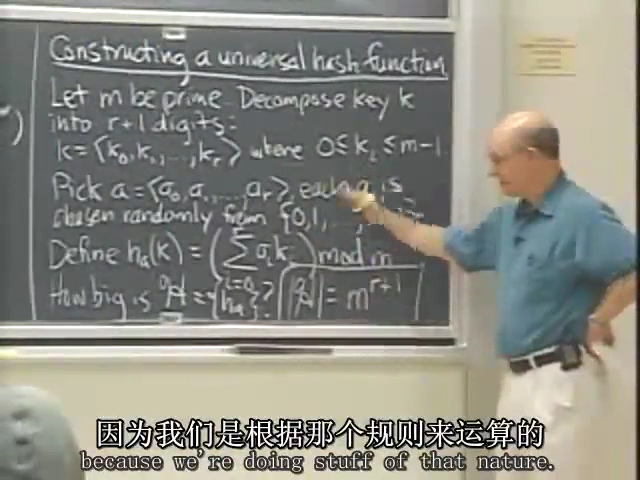 Constructing a universal hash function
Let m be prime. Decompose key k
into r+1 digits:
k = ⟨k₀, k₁, ..., kᵣ⟩ where 0 ≤ kᵢ ≤ m-1.
Pick a = ⟨a₀, a₁, ..., aᵣ⟩, each aᵢ is
chosen randomly from {0,1,...,
Define hₐ(k) = (∑ aᵢkᵢ) mod m
i=0
How big is ℋ = {hₐ}? |ℋ| = m^{r+1}
因为我们是根据那个规则来运算的
because we're doing stuff of that nature.